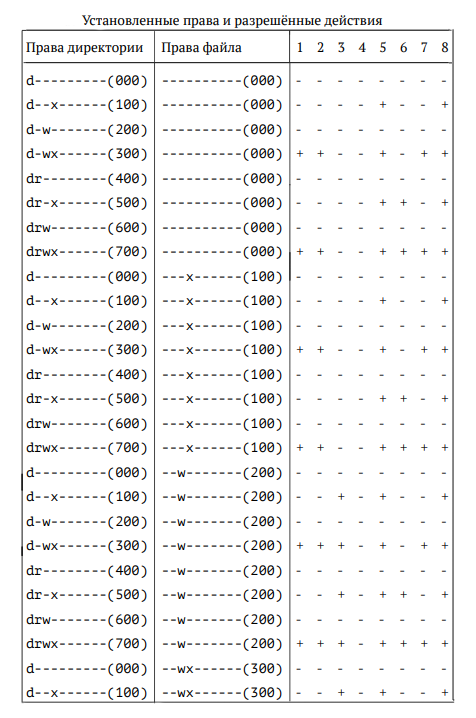 Установленные права и разрешённые действия
Права директории Права файла 1 2 3 4 5 6 7 8
d---------(000) ----------(000) - - - - - - - -
d--x------(100) ----------(000) - - - - + - - +
d-w-------(200) ----------(000) - - - - - - - -
d-wx------(300) ----------(000) + + - - + - + +
dr--------(400) ----------(000) - - - - - - - -
dr-x------(500) ----------(000) - - - - + + - +
drw-------(600) ----------(000) - - - - - - - -
drwx------(700) ----------(000) + + - - + + + +
d---------(000) ---x------(100) - - - - - - - -
d--x------(100) ---x------(100) - - - - + - - +
d-w-------(200) ---x------(100) - - - - - - - -
d-wx------(300) ---x------(100) + + - - + - + +
dr--------(400) ---x------(100) - - - - - - - -
dr-x------(500) ---x------(100) - - - - + + - +
drw-------(600) ---x------(100) - - - - - - - -
drwx------(700) ---x------(100) + + - - + + + +
d---------(000) --w-------(200) - - - - - - - -
d--x------(100) --w-------(200) - - + - + - - +
d-w-------(200) --w-------(200) - - - - - - - -
d-wx------(300) --w-------(200) + + + - + - + +
dr--------(400) --w-------(200) - - - - - - - -
dr-x------(500) --w-------(200) - - + - + + - +
drw-------(600) --w-------(200) - - - - - - - -
drwx------(700) --w-------(200) + + + - + + + +
d---------(000) --wx------(300) - - - - - - - -
d--x------(100) --wx------(300) - - + - + - - +